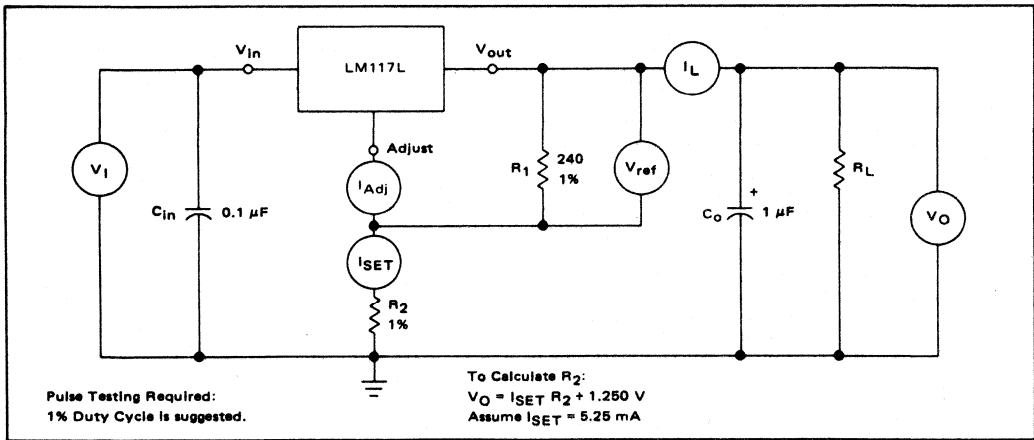 Vin
LM117L
Vout
IL
VI
Cin
0.1 µF
Adjust
IAdj
ISET
R2
1%
R1
240
1%
Vref
Co
+
1 µF
RL
VO
Pulse Testing Required:
1% Duty Cycle is suggested.
To Calculate R2:
VO = ISET R2 + 1.250 V
Assume ISET = 5.25 mA